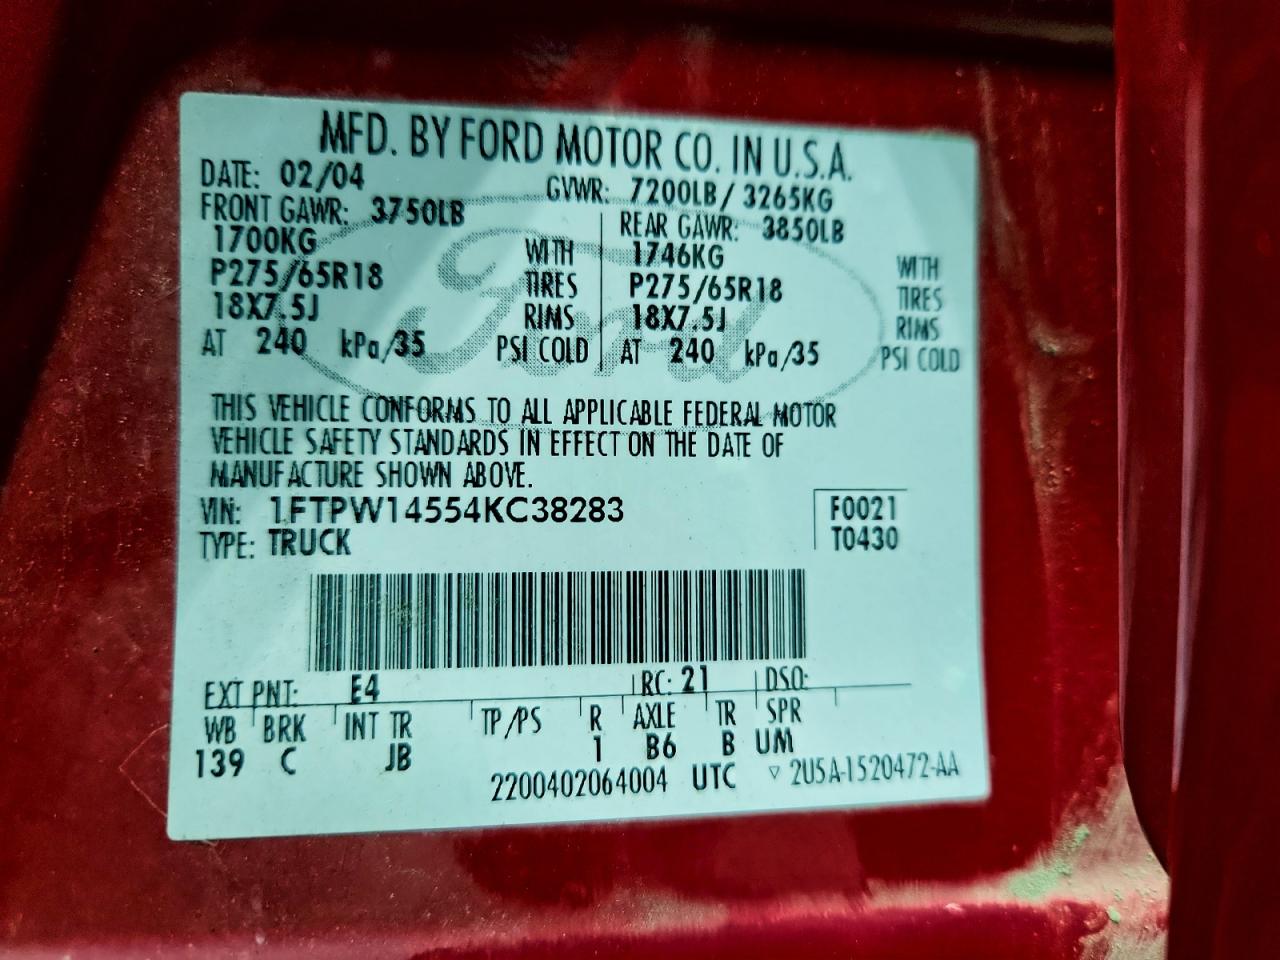 MFD. BY FORD MOTOR CO. IN U.S.A.
DATE: 02/04 GVWR: 7200LB / 3265KG
FRONT GAWR: 3750LB REAR GAWR: 3850LB
1700KG WITH 1746KG WITH
P275/65R18 TIRES P275/65R18 TIRES
18X7.5J RIMS 18X7.5J RIMS
AT 240 kPa/35 PSI COLD AT 240 kPa/35 PSI COLD
Ford
THIS VEHICLE CONFORMS TO ALL APPLICABLE FEDERAL MOTOR
VEHICLE SAFETY STANDARDS IN EFFECT ON THE DATE OF
MANUFACTURE SHOWN ABOVE.
VIN: 1FTPW14554KC38283 F0021
TYPE: TRUCK T0430
EXT PNT: E4 RC: 21 DSO:
WB BRK INT TR TP/PS R AXLE TR SPR
139 C JB 1 B6 B UM
2200402064004 UTC ▽ 2U5A-1520472-AA